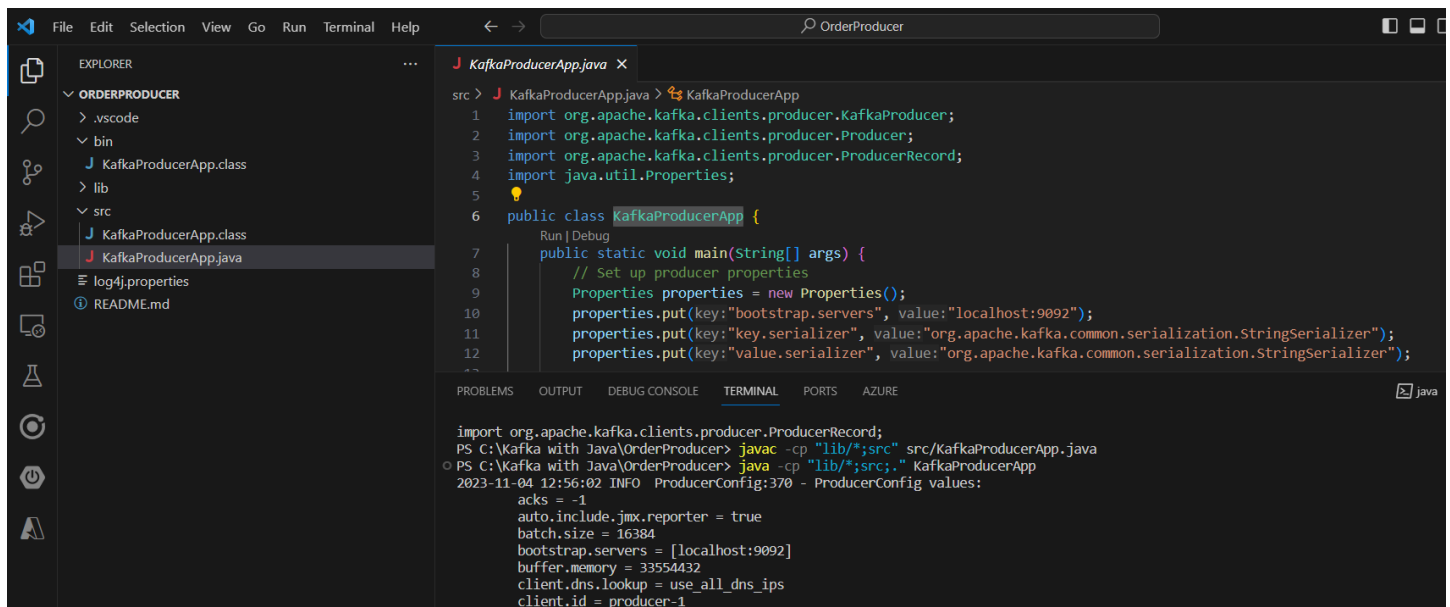 File Edit Selection View Go Run Terminal Help
OrderProducer
EXPLORER
ORDERPRODUCER
.vscode
bin
J KafkaProducerApp.class
lib
src
J KafkaProducerApp.class
J KafkaProducerApp.java
log4j.properties
README.md
J KafkaProducerApp.java
src > J KafkaProducerApp.java > KafkaProducerApp
1 import org.apache.kafka.clients.producer.KafkaProducer;
2 import org.apache.kafka.clients.producer.Producer;
3 import org.apache.kafka.clients.producer.ProducerRecord;
4 import java.util.Properties;
5
6 public class KafkaProducerApp {
Run | Debug
7 public static void main(String[] args) {
8 // Set up producer properties
9 Properties properties = new Properties();
10 properties.put(key:"bootstrap.servers", value:"localhost:9092");
11 properties.put(key:"key.serializer", value:"org.apache.kafka.common.serialization.StringSerializer");
12 properties.put(key:"value.serializer", value:"org.apache.kafka.common.serialization.StringSerializer");
PROBLEMS OUTPUT DEBUG CONSOLE TERMINAL PORTS AZURE
java
import org.apache.kafka.clients.producer.ProducerRecord;
PS C:\Kafka with Java\OrderProducer> javac -cp "lib/*;src" src/KafkaProducerApp.java
PS C:\Kafka with Java\OrderProducer> java -cp "lib/*;src;." KafkaProducerApp
2023-11-04 12:56:02 INFO ProducerConfig:370 - ProducerConfig values:
acks = -1
auto.include.jmx.reporter = true
batch.size = 16384
bootstrap.servers = [localhost:9092]
buffer.memory = 33554432
client.dns.lookup = use_all_dns_ips
client.id = producer-1